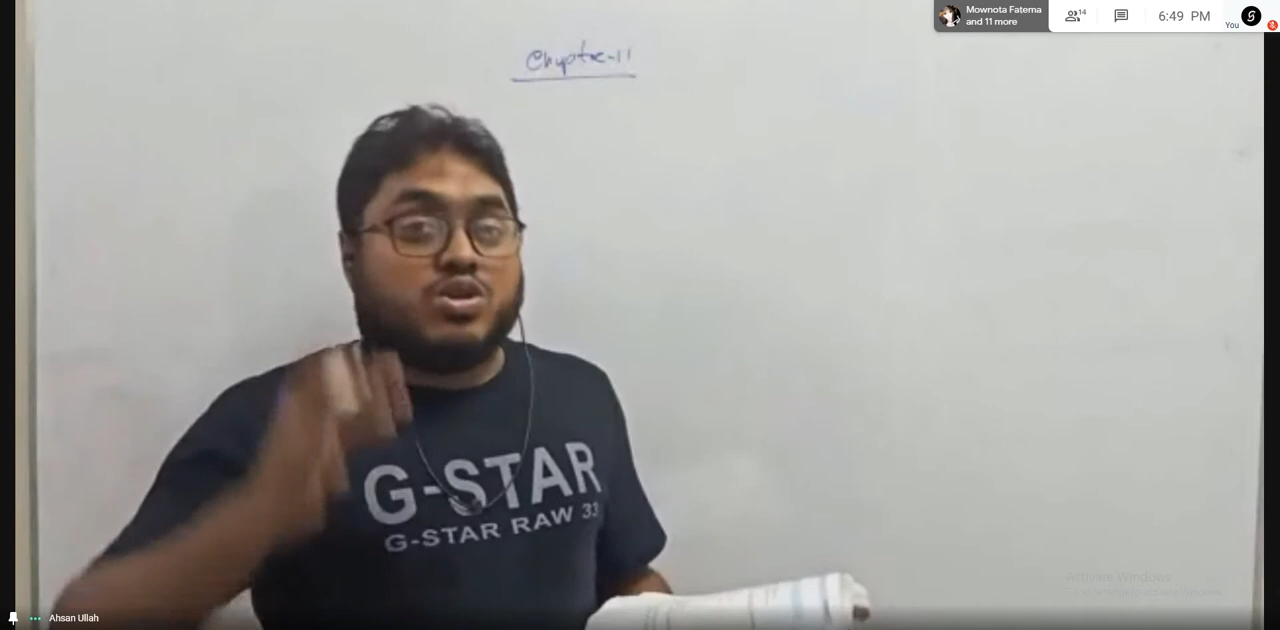 Mownota Fatema
and 11 more
14
6:49 PM
You
Chapter-11
G-STAR
G-STAR RAW 33
Activate Windows
Ahsan Ullah